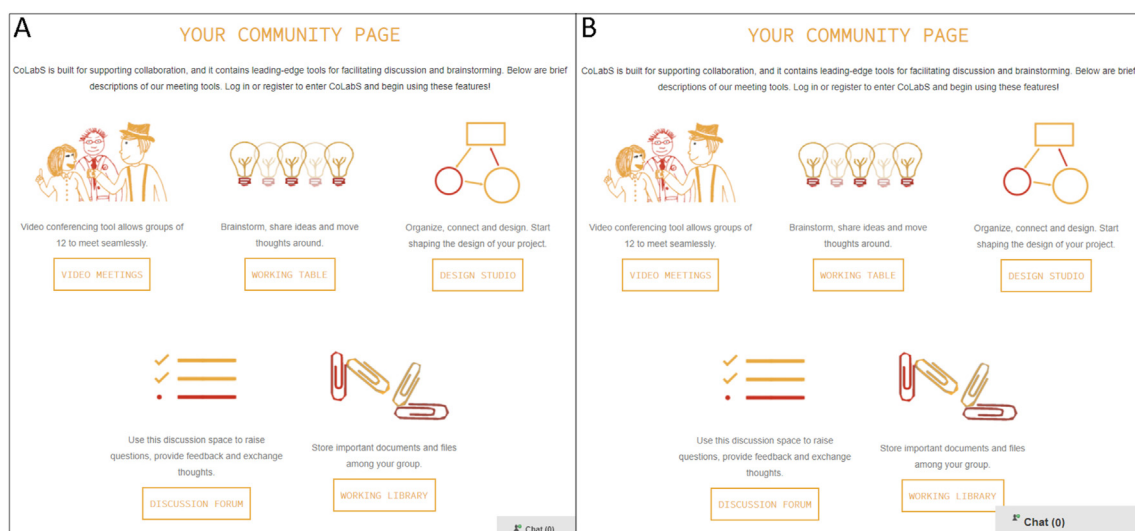 A
YOUR COMMUNITY PAGE
CoLabS is built for supporting collaboration, and it contains leading-edge tools for facilitating discussion and brainstorming. Below are brief
descriptions of our meeting tools. Log in or register to enter CoLabS and begin using these features!
Video conferencing tool allows groups of
12 to meet seamlessly.
VIDEO MEETINGS
Brainstorm, share ideas and move
thoughts around.
WORKING TABLE
Organize, connect and design. Start
shaping the design of your project.
DESIGN STUDIO
Use this discussion space to raise
questions, provide feedback and exchange
thoughts.
DISCUSSION FORUM
Store important documents and files
among your group.
WORKING LIBRARY
Chat (0)
B
YOUR COMMUNITY PAGE
CoLabS is built for supporting collaboration, and it contains leading-edge tools for facilitating discussion and brainstorming. Below are brief
descriptions of our meeting tools. Log in or register to enter CoLabS and begin using these features!
Video conferencing tool allows groups of
12 to meet seamlessly.
VIDEO MEETINGS
Brainstorm, share ideas and move
thoughts around.
WORKING TABLE
Organize, connect and design. Start
shaping the design of your project.
DESIGN STUDIO
Use this discussion space to raise
questions, provide feedback and exchange
thoughts.
DISCUSSION FORUM
Store important documents and files
among your group.
WORKING LIBRARY
Chat (0)